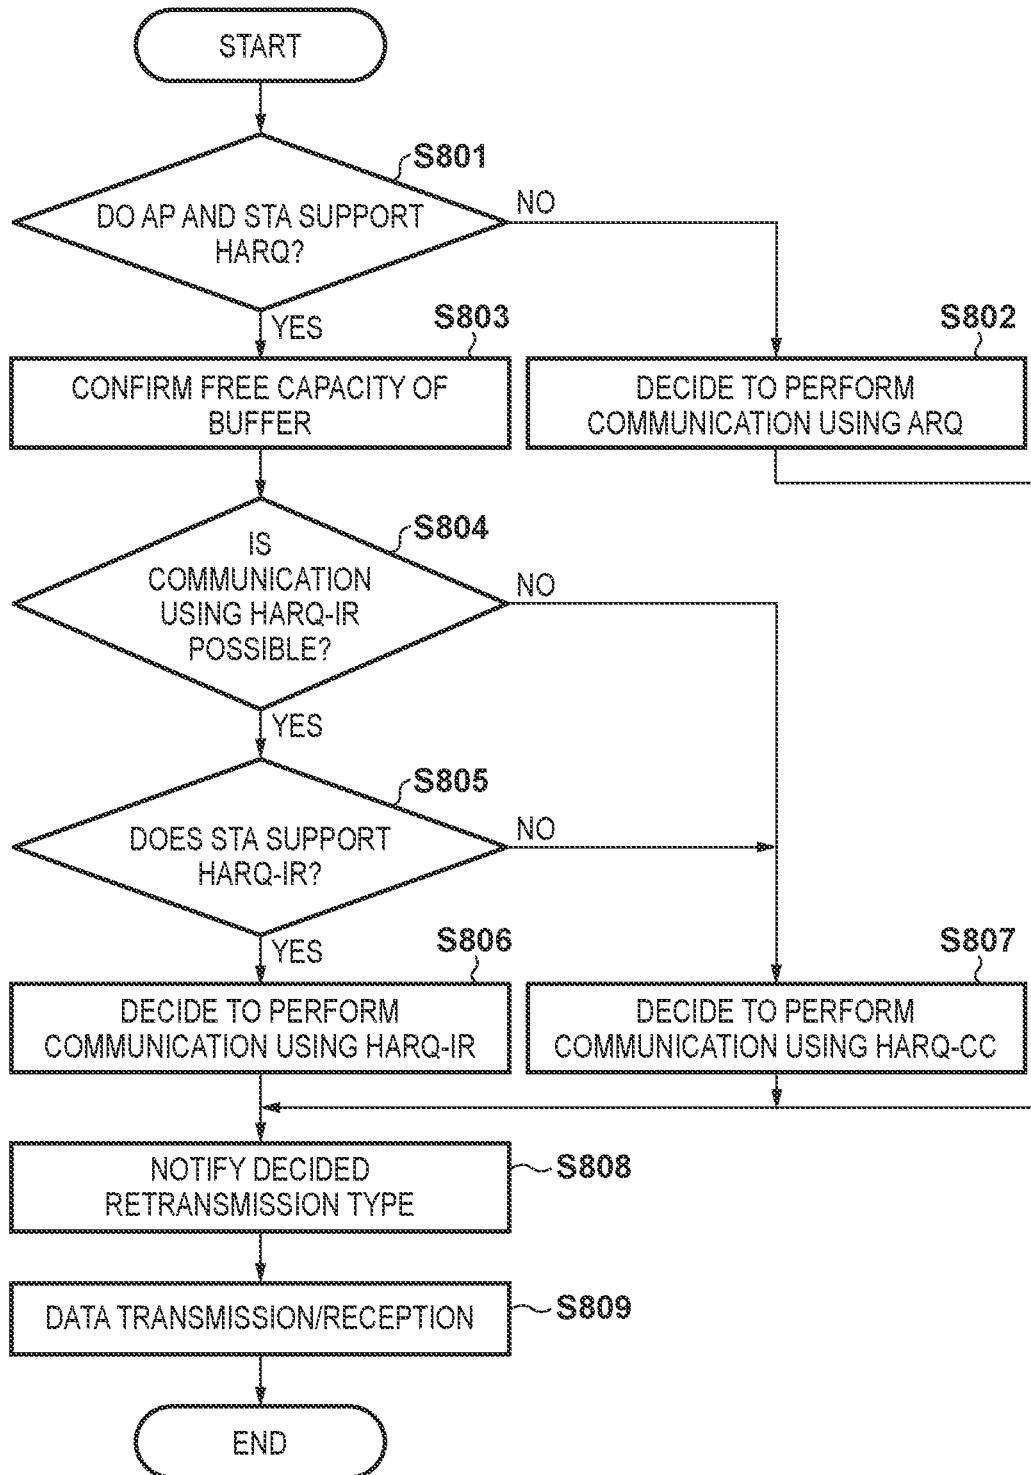 START
S801
DO AP AND STA SUPPORT
HARQ?
NO
YES
S803
CONFIRM FREE CAPACITY OF
BUFFER
S802
DECIDE TO PERFORM
COMMUNICATION USING ARQ
S804
IS
COMMUNICATION
USING HARQ-IR
POSSIBLE?
NO
YES
S805
DOES STA SUPPORT
HARQ-IR?
NO
YES
S806
DECIDE TO PERFORM
COMMUNICATION USING HARQ-IR
S807
DECIDE TO PERFORM
COMMUNICATION USING HARQ-CC
NOTIFY DECIDED
RETRANSMISSION TYPE
S808
DATA TRANSMISSION/RECEPTION
S809
END